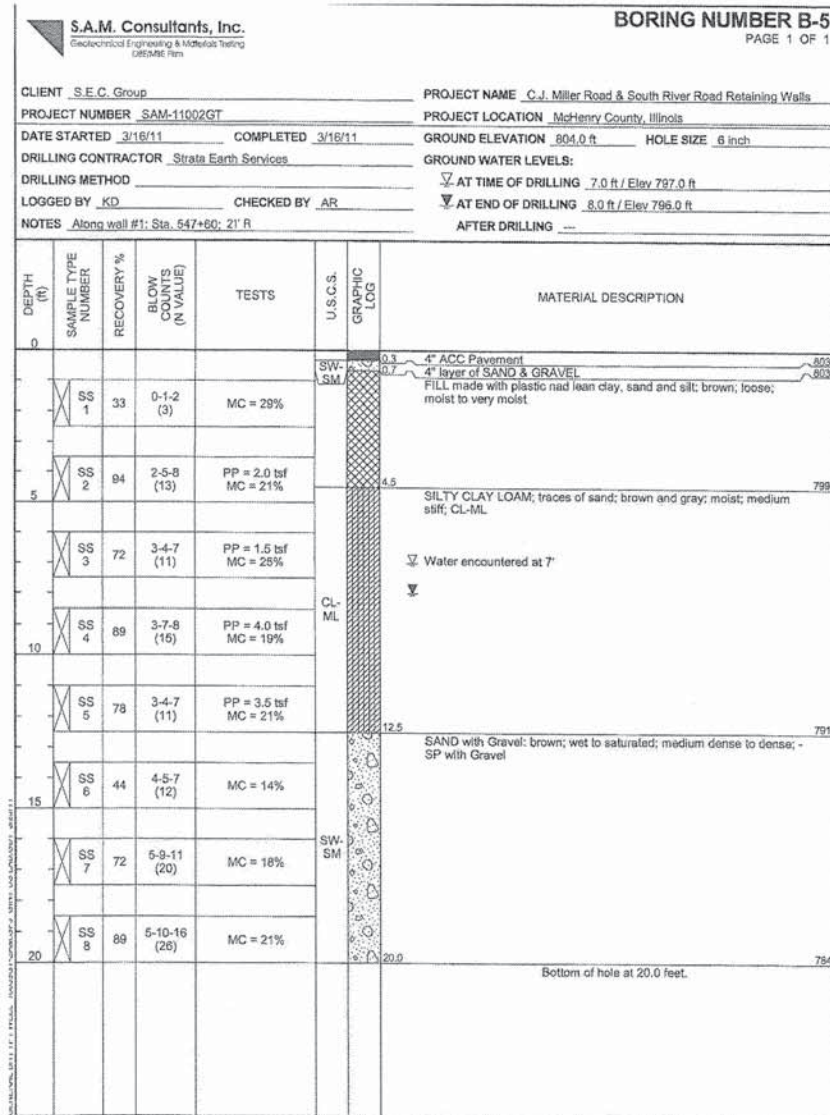 S.A.M. Consultants, Inc.
Geotechnical Engineering & Materials Testing
DBE/MBE Firm
BORING NUMBER B-5
PAGE 1 OF 1
CLIENT S.E.C. Group
PROJECT NAME C.J. Miller Road & South River Road Retaining Walls
PROJECT NUMBER SAM-11002GT
PROJECT LOCATION McHenry County, Illinois
DATE STARTED 3/16/11 COMPLETED 3/16/11
GROUND ELEVATION 804.0 ft HOLE SIZE 6 inch
DRILLING CONTRACTOR Strata Earth Services
GROUND WATER LEVELS:
DRILLING METHOD
AT TIME OF DRILLING 7.0 ft / Elev 797.0 ft
LOGGED BY KD CHECKED BY AR
AT END OF DRILLING 8.0 ft / Elev 796.0 ft
NOTES Along wall #1: Sta. 547+60; 21' R
AFTER DRILLING ---
DEPTH (ft)
SAMPLE TYPE NUMBER
RECOVERY %
BLOW COUNTS (N VALUE)
TESTS
U.S.C.S.
GRAPHIC LOG
MATERIAL DESCRIPTION
0
SW-SM
0.3 4" ACC Pavement 803
0.7 4" layer of SAND & GRAVEL 803
FILL made with plastic nad lean clay, sand and silt; brown; loose;
moist to very moist
SS 1 33 0-1-2 (3) MC = 29%
SS 2 94 2-5-8 (13) PP = 2.0 tsf MC = 21%
4.5 799
5
SILTY CLAY LOAM; traces of sand; brown and gray; moist; medium
stiff; CL-ML
SS 3 72 3-4-7 (11) PP = 1.5 tsf MC = 25%
Water encountered at 7'
CL-ML
SS 4 89 3-7-8 (15) PP = 4.0 tsf MC = 19%
10
SS 5 78 3-4-7 (11) PP = 3.5 tsf MC = 21%
12.5 791
SAND with Gravel: brown; wet to saturated; medium dense to dense; -
SP with Gravel
SS 6 44 4-5-7 (12) MC = 14%
15
SW-SM
SS 7 72 5-9-11 (20) MC = 18%
SS 8 89 5-10-16 (26) MC = 21%
20
20.0 784
Bottom of hole at 20.0 feet.